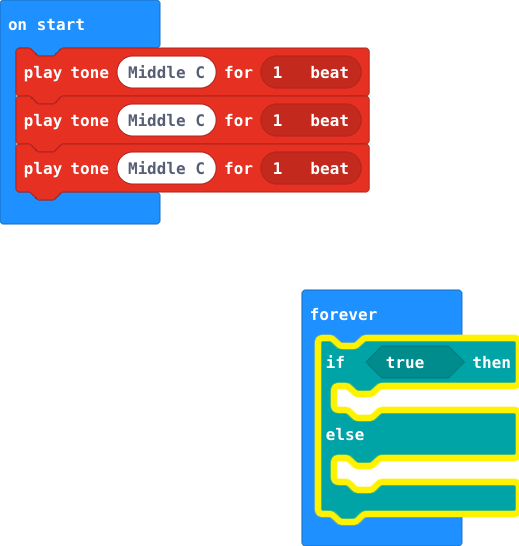 on start
play tone Middle C for 1 beat
play tone Middle C for 1 beat
play tone Middle C for 1 beat
forever
if true then
else